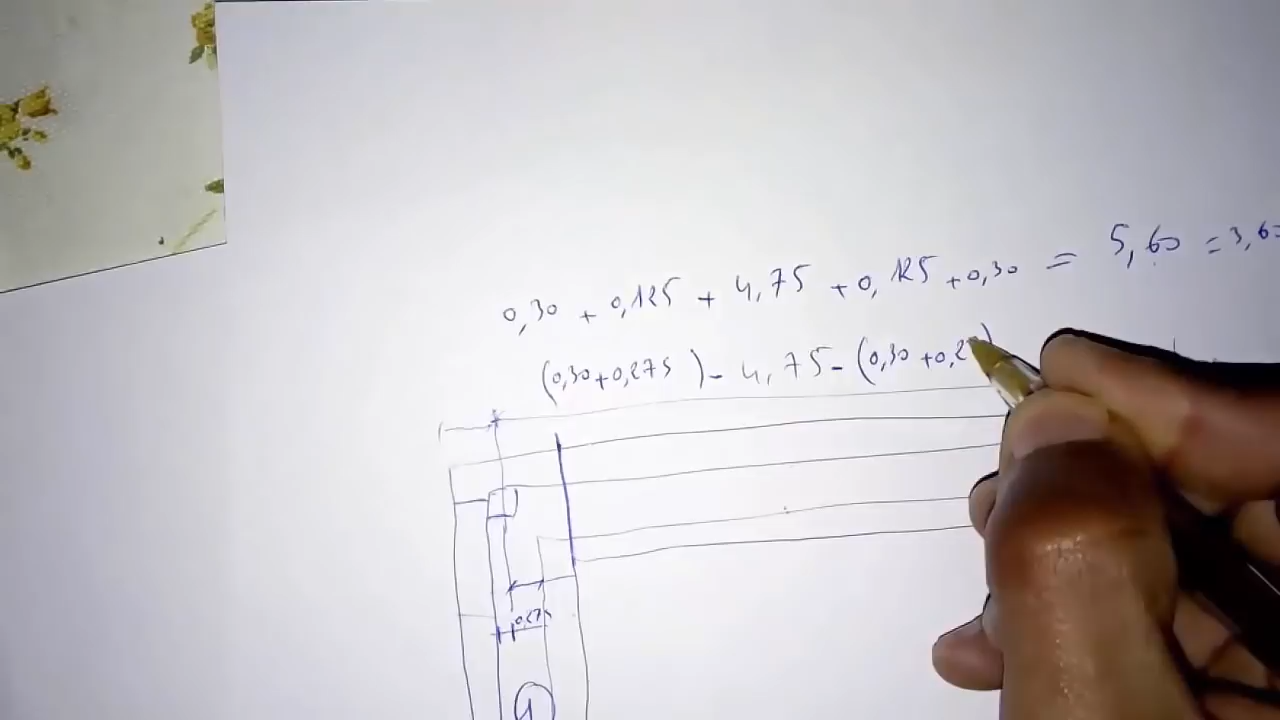 0,30 + 0,125 + 4,75 + 0,125 + 0,30 = 5,60 = 3,60
(0,30+0,275) - 4,75 - (0,30 +0,2
0,275
1